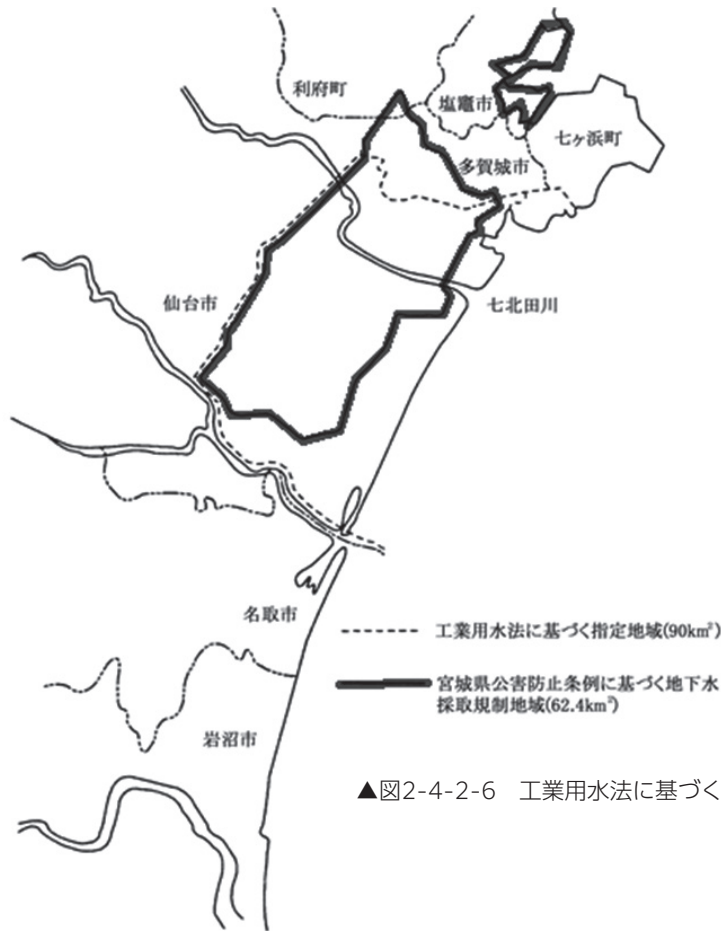 利府町
塩竈市
七ヶ浜町
多賀城市
仙台市
七北田川
名取市
工業用水法に基づく指定地域(90km²)
宮城県公害防止条例に基づく地下水
採取規制地域(62.4km²)
岩沼市
▲図2-4-2-6 工業用水法に基づく